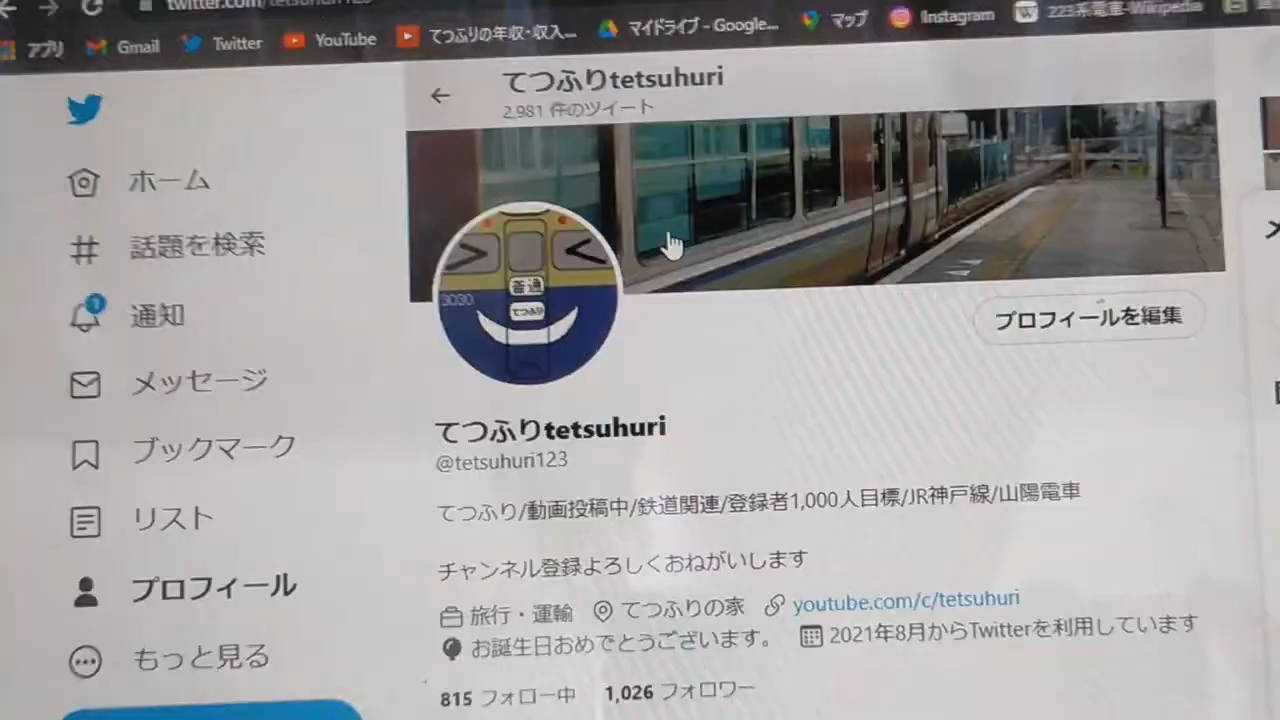 twitter.com/tetsuhuri123
アプリ
Gmail
Twitter
YouTube
てつふりの年収・収入...
マイドライブ - Google...
マップ
Instagram
223系電車-Wikipedia
てつふりtetsuhuri
2,981 件のツイート
ホーム
話題を検索
1
通知
メッセージ
ブックマーク
リスト
プロフィール
もっと見る
普通
3030
てつふり
プロフィールを編集
てつふりtetsuhuri
@tetsuhuri123
てつふり/動画投稿中/鉄道関連/登録者1,000人目標/JR神戸線/山陽電車
チャンネル登録よろしくおねがいします
旅行・運輸 てつふりの家 youtube.com/c/tetsuhuri
お誕生日おめでとうございます。 2021年8月からTwitterを利用しています
815 フォロー中 1,026 フォロワー